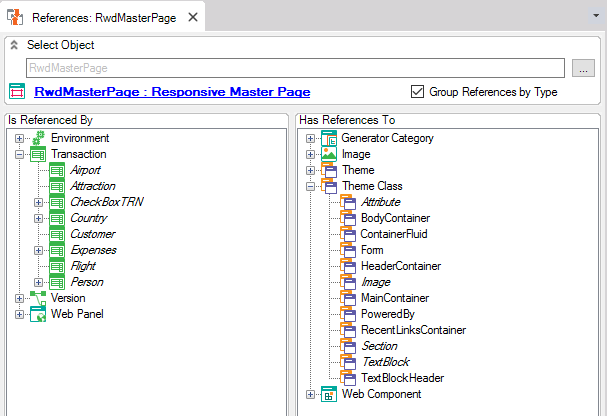 References: RwdMasterPage
Select Object
RwdMasterPage
...
RwdMasterPage : Responsive Master Page
Group References by Type
Is Referenced By
Environment
Transaction
Airport
Attraction
CheckBoxTRN
Country
Customer
Expenses
Flight
Person
Version
Web Panel
Has References To
Generator Category
Image
Theme
Theme Class
Attribute
BodyContainer
ContainerFluid
Form
HeaderContainer
Image
MainContainer
PoweredBy
RecentLinksContainer
Section
TextBlock
TextBlockHeader
Web Component